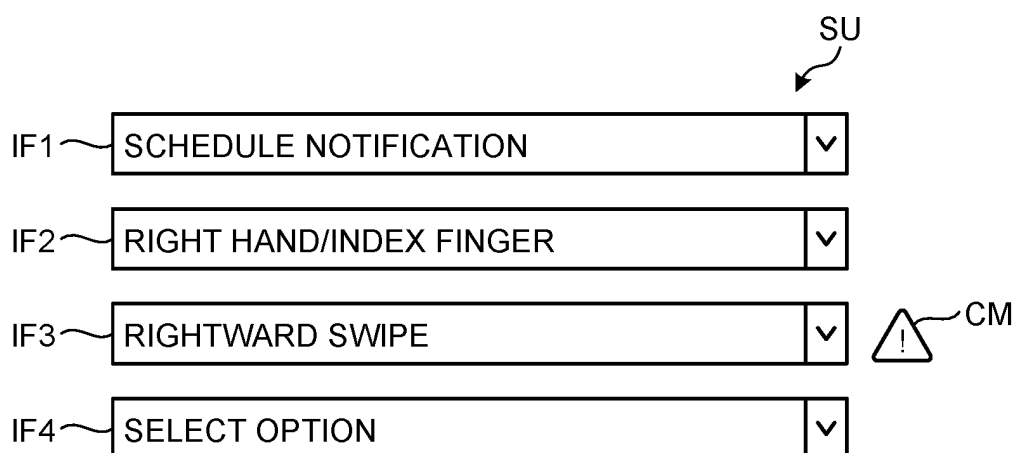 SU
IF1 SCHEDULE NOTIFICATION
IF2 RIGHT HAND/INDEX FINGER
IF3 RIGHTWARD SWIPE ! CM
IF4 SELECT OPTION